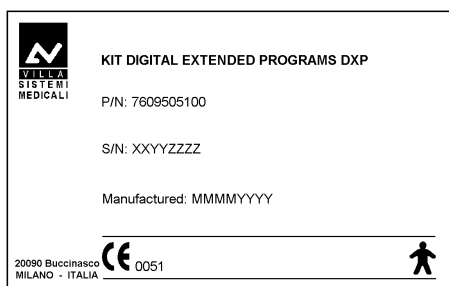 VILLA
SISTEMI
MEDICALI
KIT DIGITAL EXTENDED PROGRAMS DXP
P/N: 7609505100
S/N: XXYYZZZZ
Manufactured: MMMMYYYY
20090 Buccinasco
MILANO - ITALIA
CE 0051